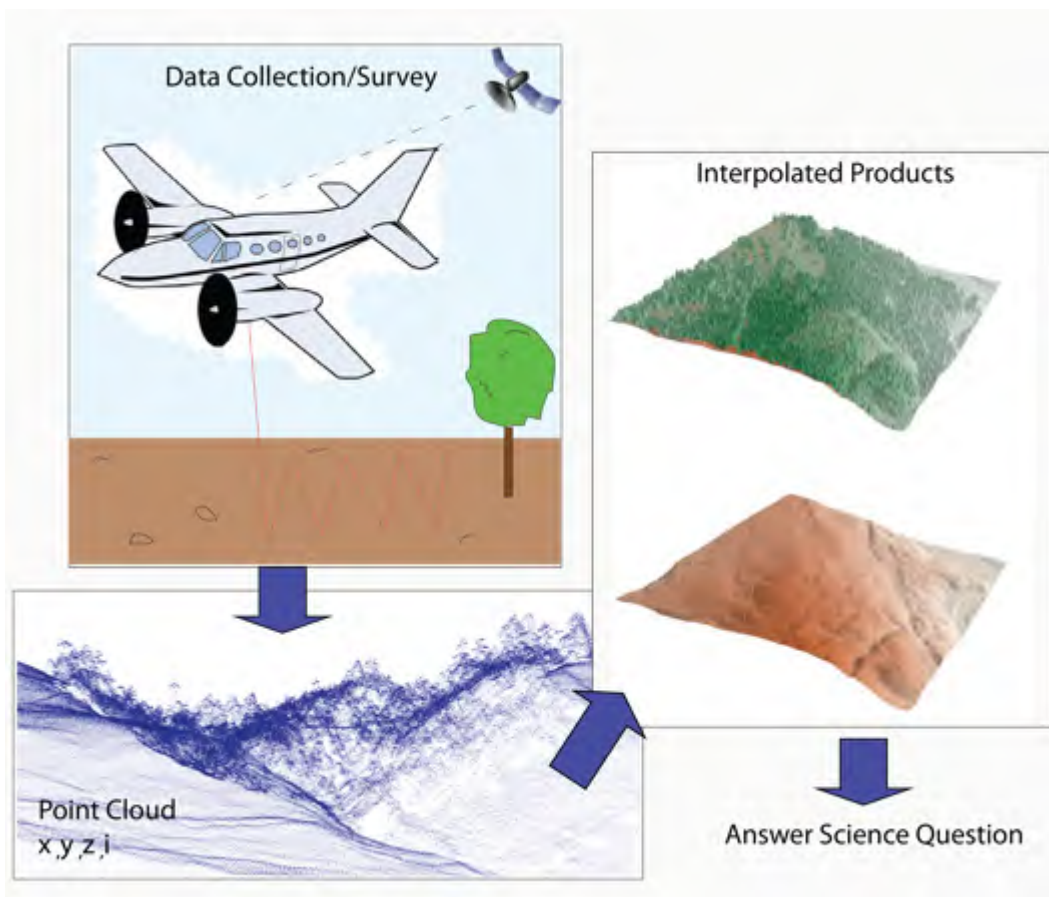 Data Collection/Survey
Interpolated Products
Point Cloud
x,y,z,i
Answer Science Question